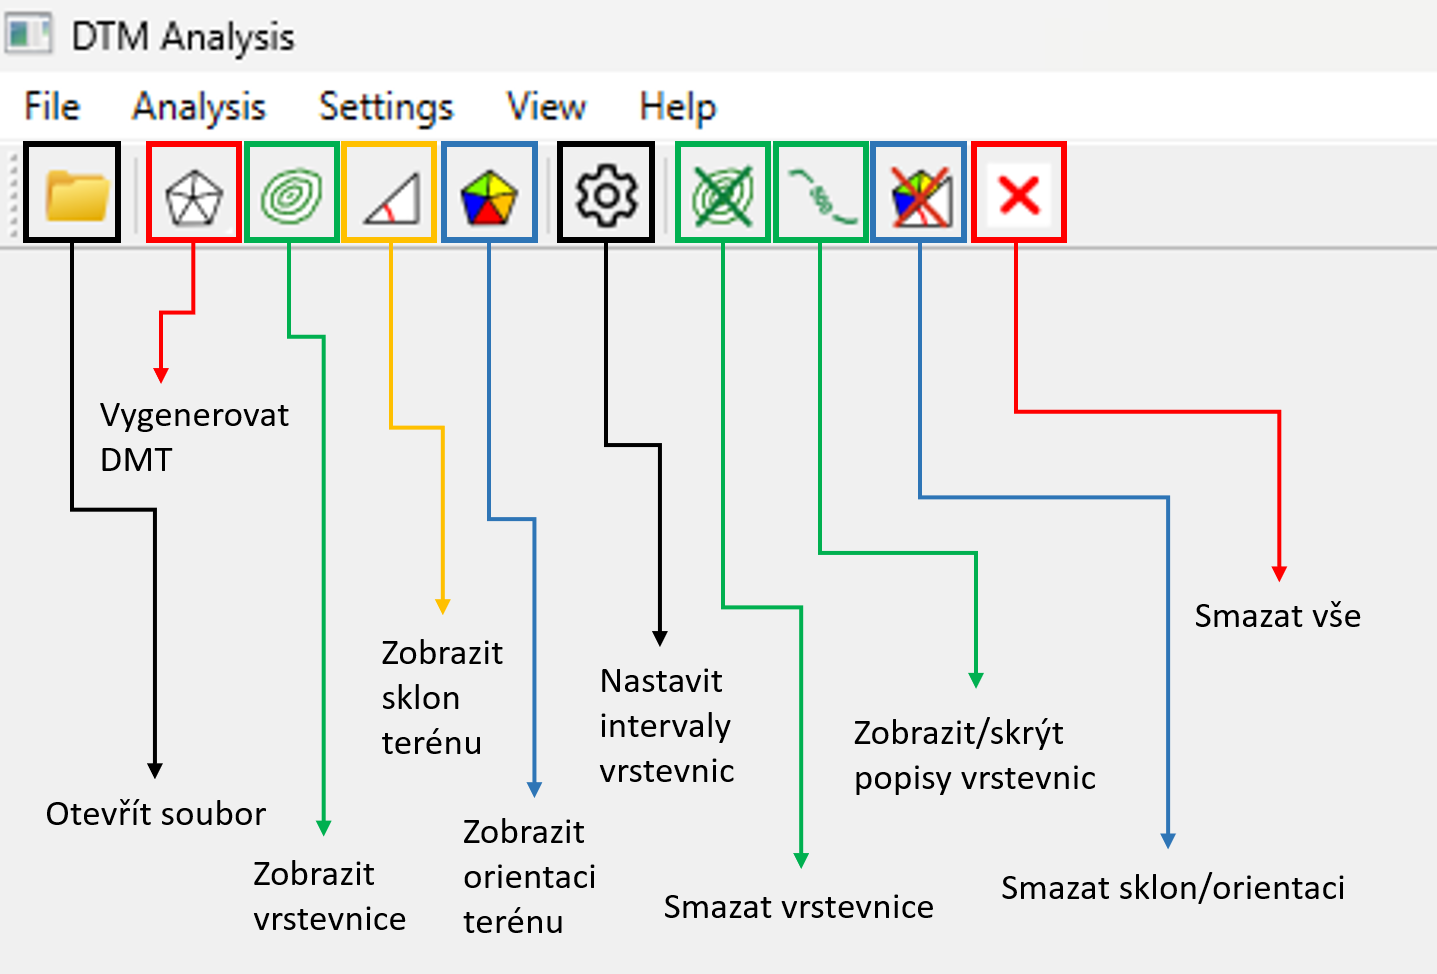 DTM Analysis
File Analysis Settings View Help
500
Vygenerovat
DMT
Otevřít soubor
Zobrazit
vrstevnice
Zobrazit
sklon
terénu
Zobrazit
orientaci
terénu
Nastavit
intervaly
vrstevnic
Smazat vrstevnice
Zobrazit/skrýt
popisy vrstevnic
Smazat sklon/orientaci
Smazat vše